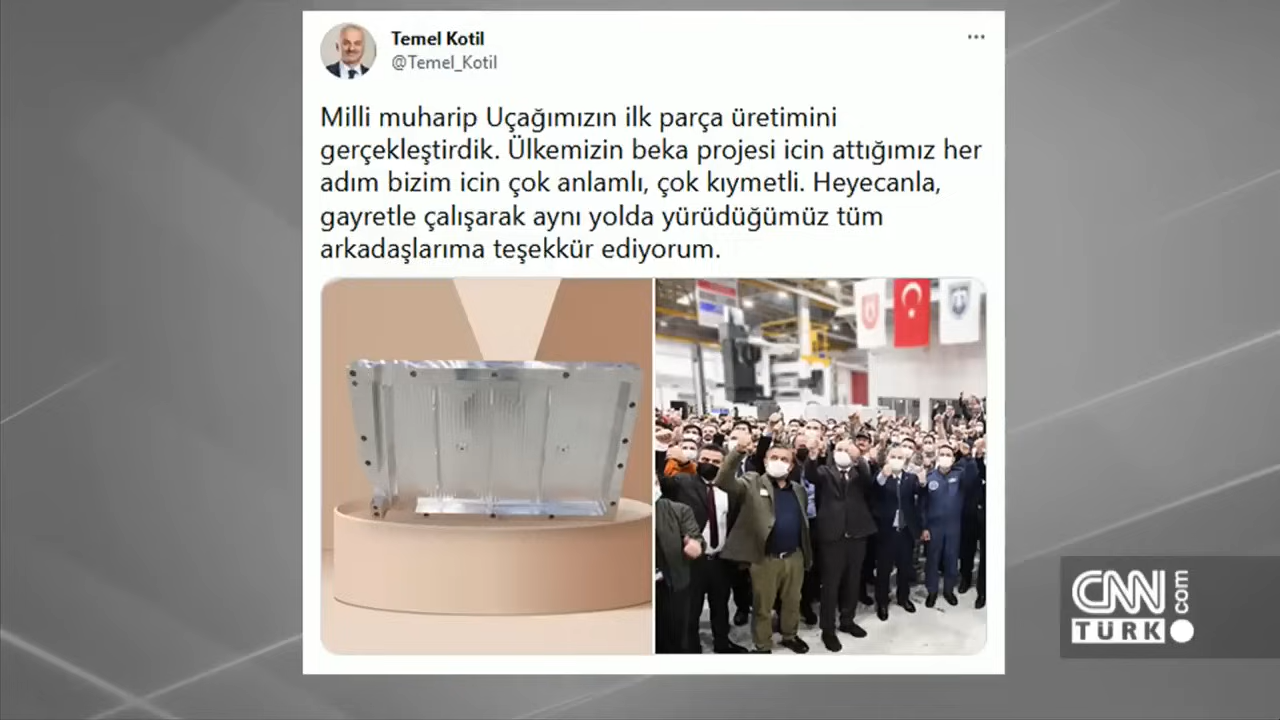 Temel Kotil
@Temel_Kotil
Milli muharip Uçağımızın ilk parça üretimini
gerçekleştirdik. Ülkemizin beka projesi icin attığımız her
adım bizim icin çok anlamlı, çok kıymetli. Heyecanla,
gayretle çalışarak aynı yolda yürüdüğümüz tüm
arkadaşlarıma teşekkür ediyorum.
CNN
TÜRK
.com